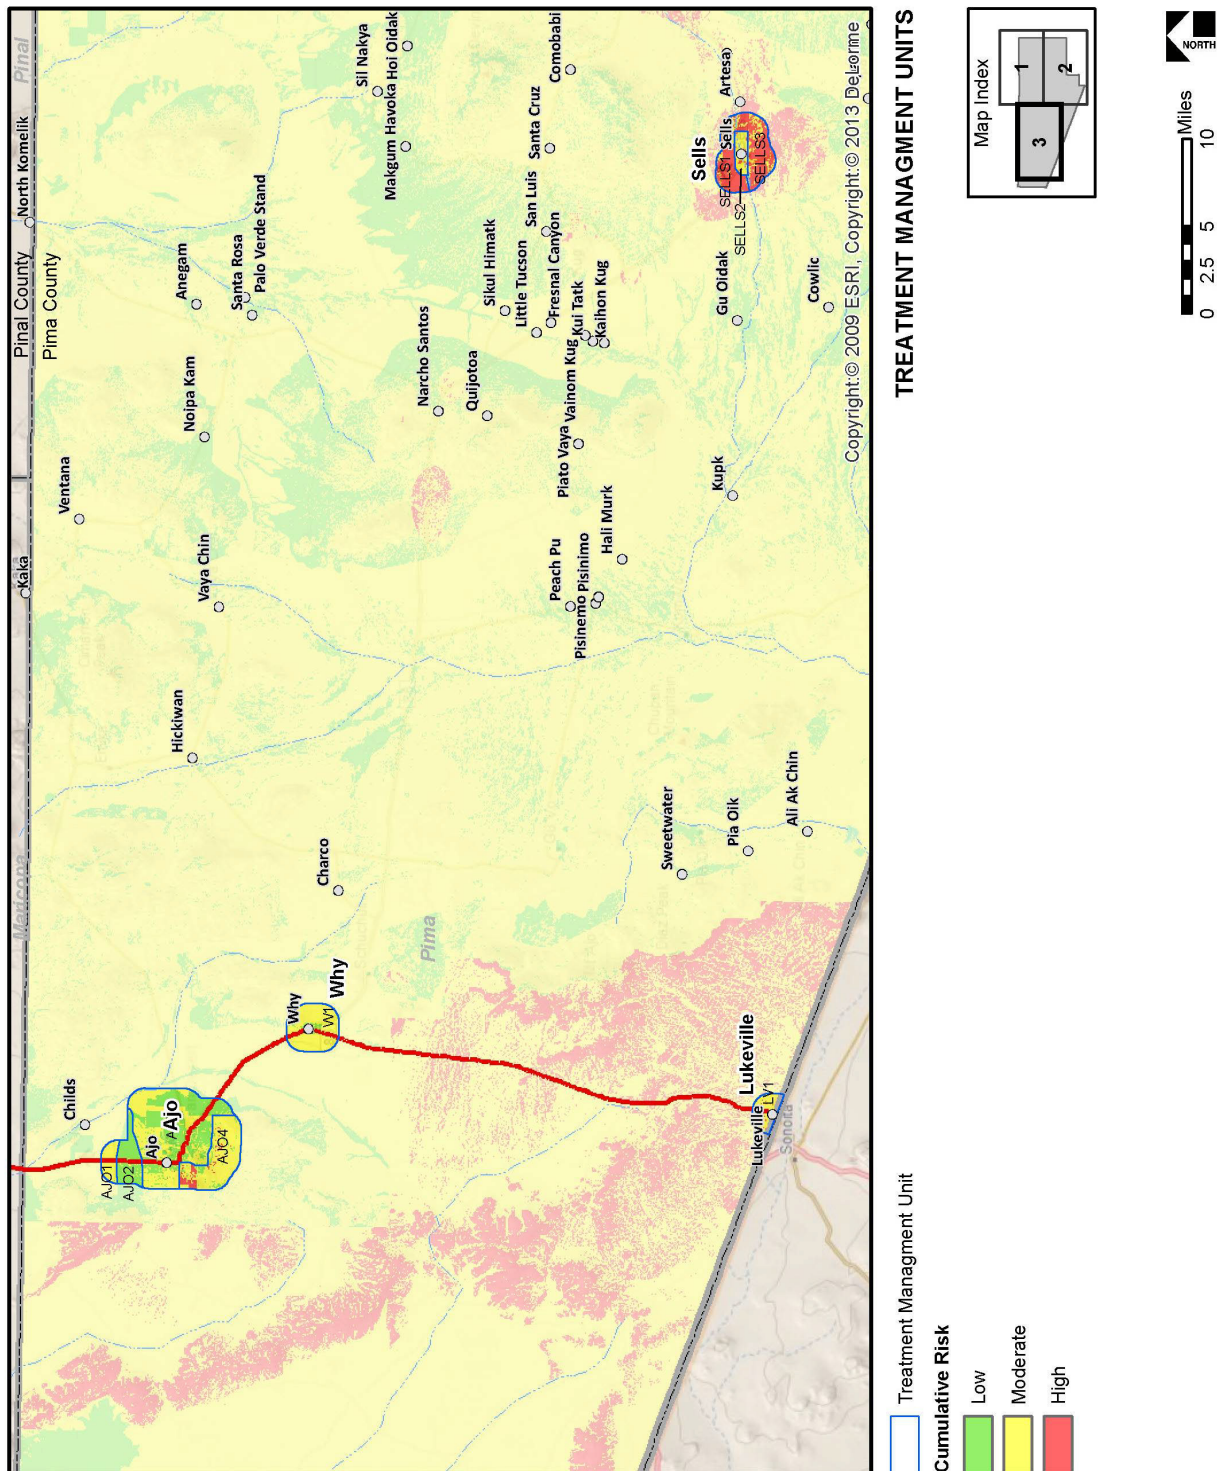 Pinal
Maricopa
Pima
Pinal County
Pima County
North Komelik
Kaka
Sil Nakya
Makgum Havoka
Hoi Oidak
Comobabi
Santa Cruz
San Luis
Anegam
Santa Rosa
Palo Verde Stand
Noipa Kam
Ventana
Vaya Chin
Hickiwan
Charco
Narcho Santos
Quijotoa
Sikul Himatk
Little Tucson
Fresnal Canyon
Kui Tatk
Kaihon Kug
Vainom Kug
Piato Vaya
Hali Murk
Peach Pu
Pisinimo
Pisinemo
Artesa)
Sells
Sells
SELLS1
SELLS2
SELLS3
Gu Oidak
Cowlic
Kupk
Sweetwater
Pia Oik
Ali Ak Chin
Childs
Ajo
Ajo
AJO1
AJO2
A
AJO4
Why
Why
W1
Lukeville
Lukeville
LV1
Sonoita
Copyright:© 2009 ESRI, Copyright:© 2013 DeLorme
TREATMENT MANAGMENT UNITS
Map Index
1
2
3
NORTH
0 2.5 5 10
Miles
Treatment Managment Unit
Cumulative Risk
Low
Moderate
High